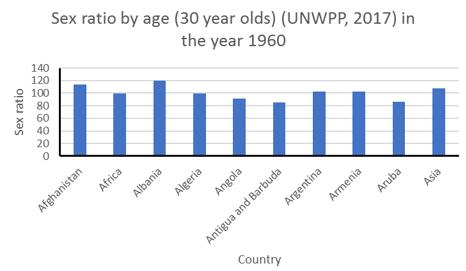 Sex ratio by age (30 year olds) (UNWPP, 2017) in
the year 1960
140
120
100
80
60
40
20
0
Sex ratio
Afghanistan
Africa
Albania
Algeria
Angola
Antigua and Barbuda
Argentina
Armenia
Aruba
Asia
Country